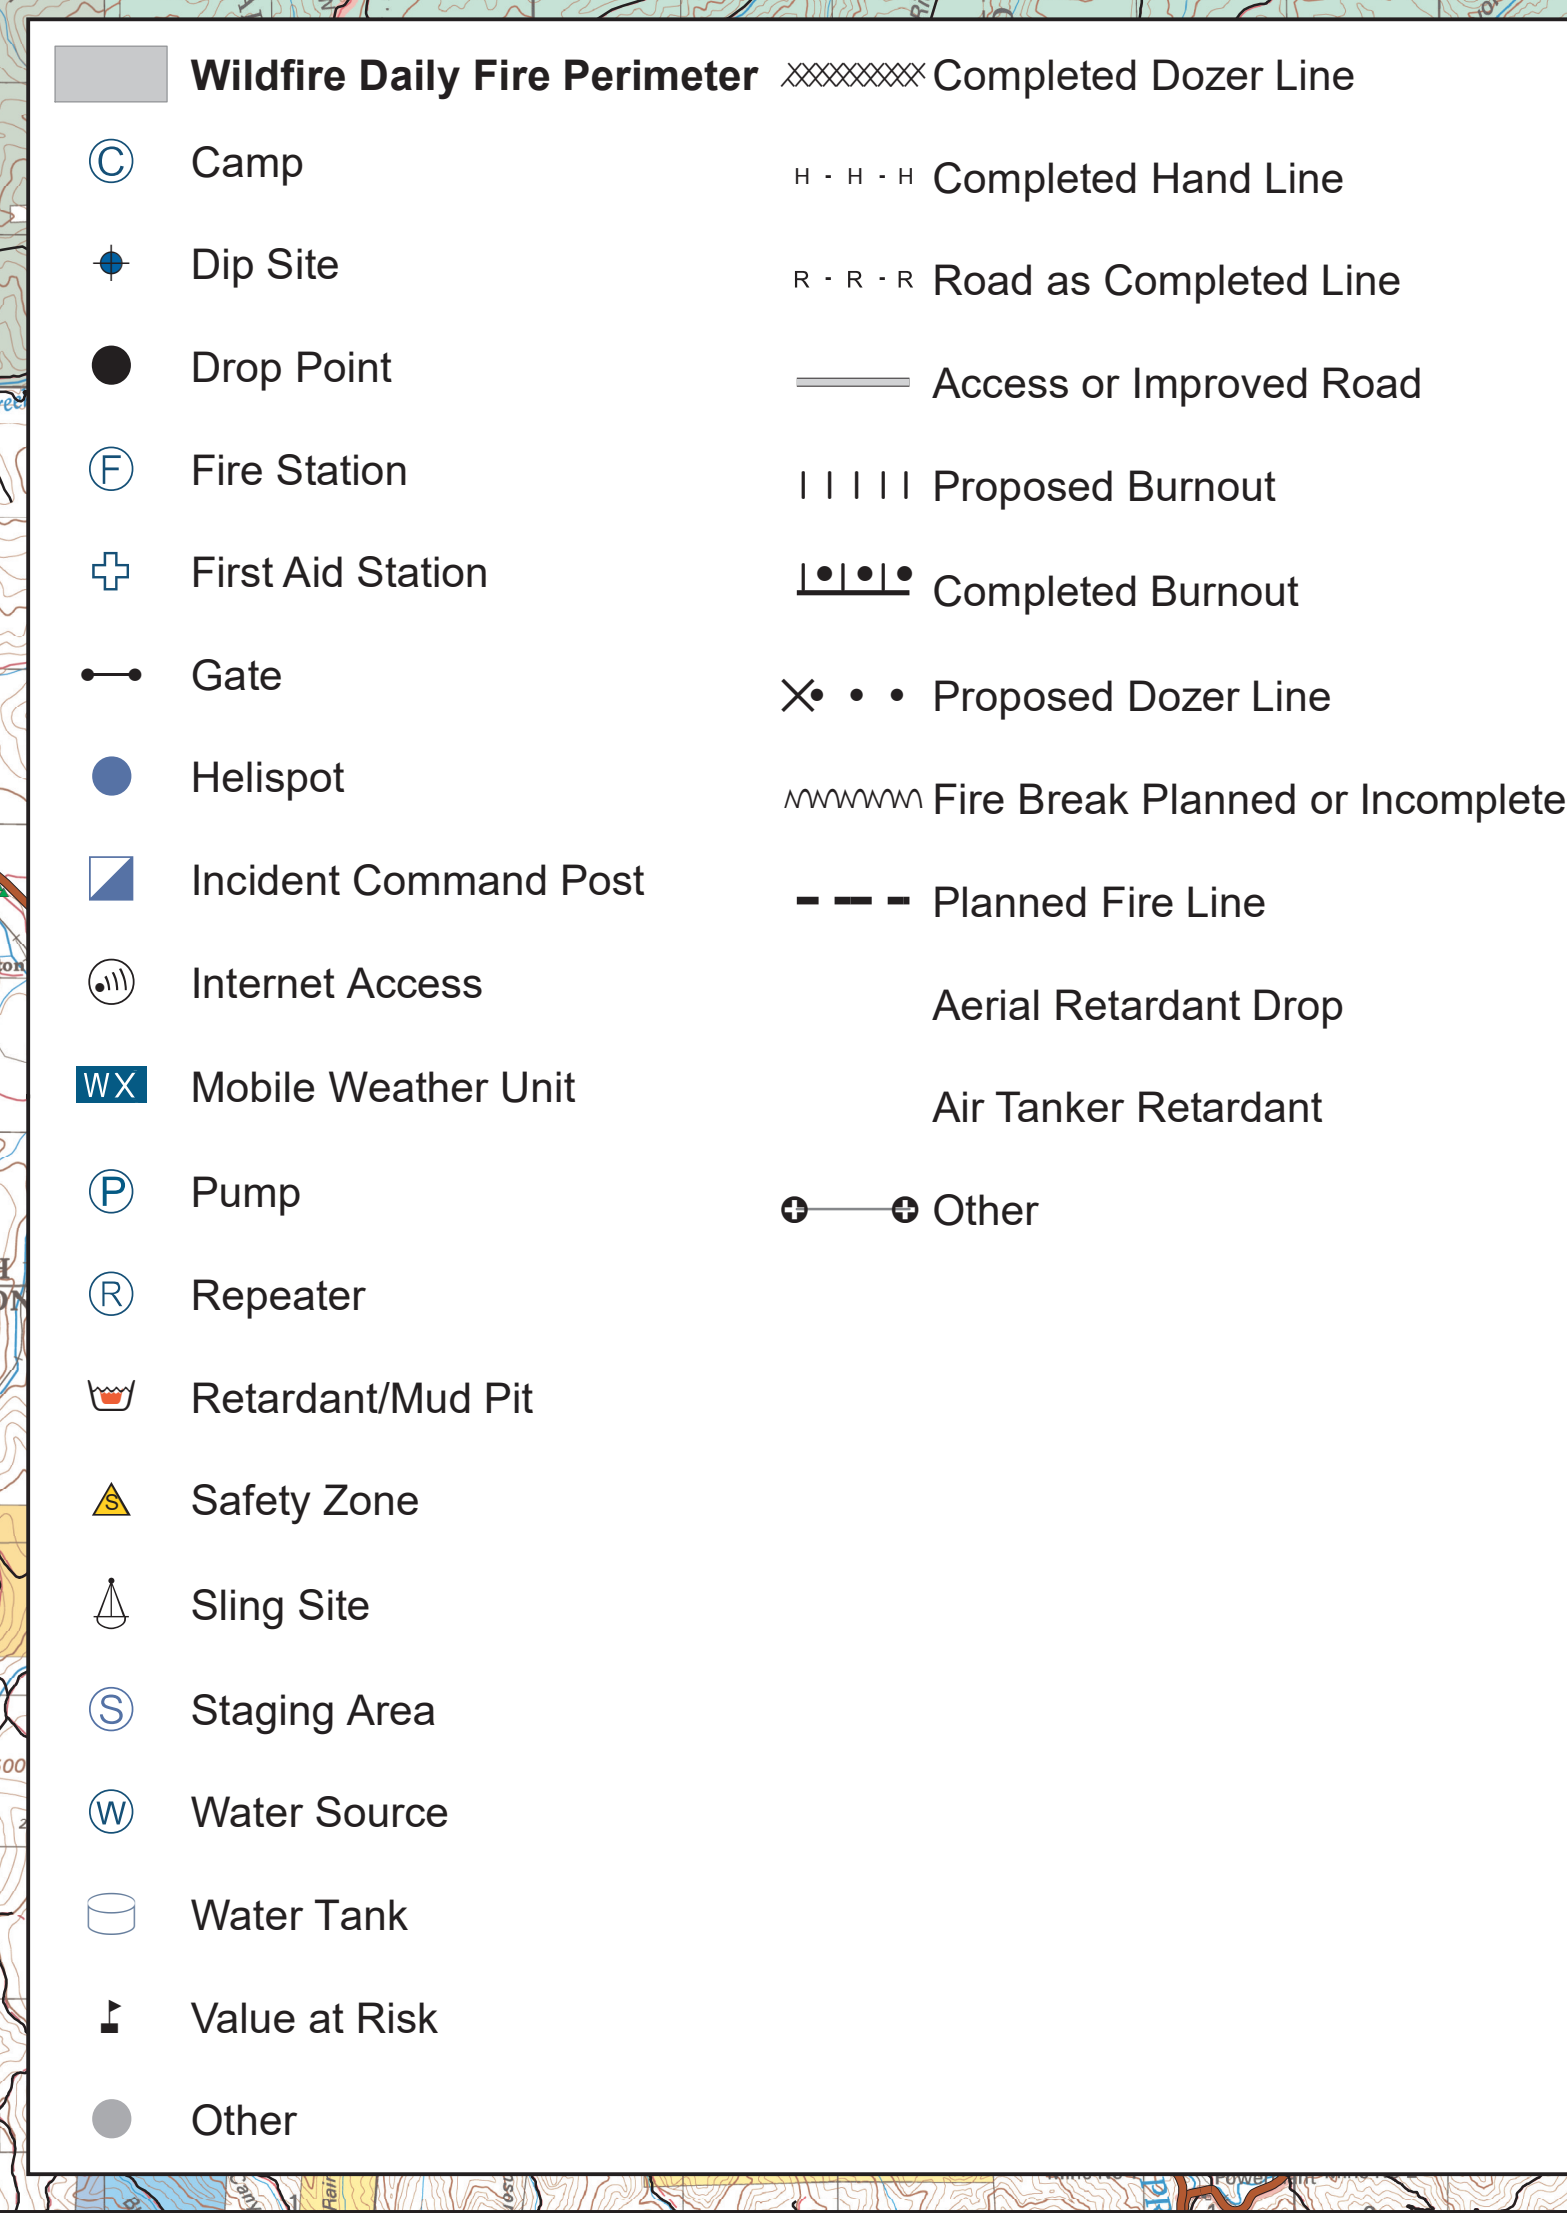 Wildfire Daily Fire Perimeter
C Camp
Dip Site
Drop Point
F Fire Station
First Aid Station
Gate
Helispot
Incident Command Post
Internet Access
WX Mobile Weather Unit
P Pump
R Repeater
Retardant/Mud Pit
S Safety Zone
Sling Site
S Staging Area
W Water Source
Water Tank
Value at Risk
Other
Completed Dozer Line
H - H - H Completed Hand Line
R - R - R Road as Completed Line
Access or Improved Road
Proposed Burnout
Completed Burnout
Proposed Dozer Line
Fire Break Planned or Incomplete
Planned Fire Line
Aerial Retardant Drop
Air Tanker Retardant
Other